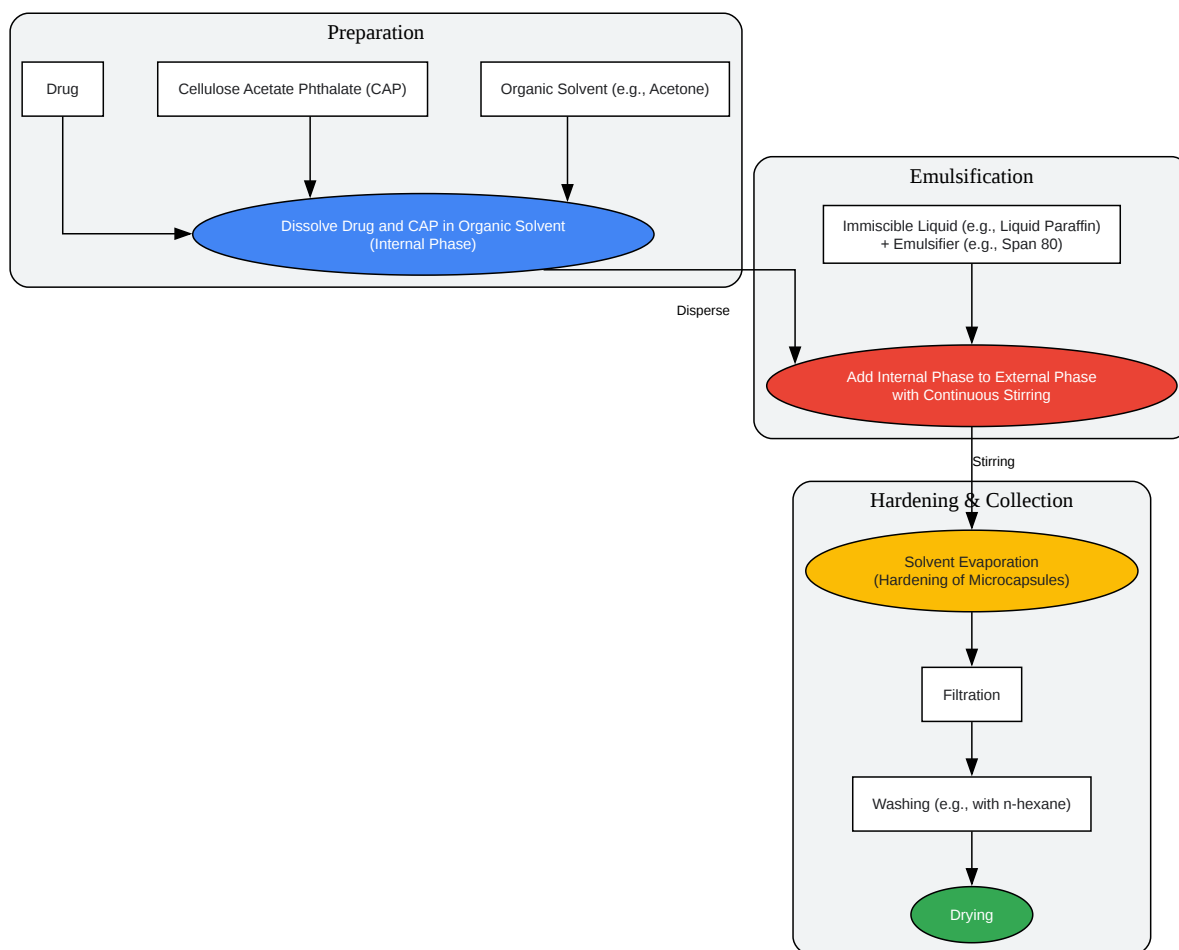 Preparation
Drug
Cellulose Acetate Phthalate (CAP)
Organic Solvent (e.g., Acetone)
Dissolve Drug and CAP in Organic Solvent
(Internal Phase)
Disperse
Emulsification
Immiscible Liquid (e.g., Liquid Paraffin)
+ Emulsifier (e.g., Span 80)
Add Internal Phase to External Phase
with Continuous Stirring
Stirring
Hardening & Collection
Solvent Evaporation
(Hardening of Microcapsules)
Filtration
Washing (e.g., with n-hexane)
Drying